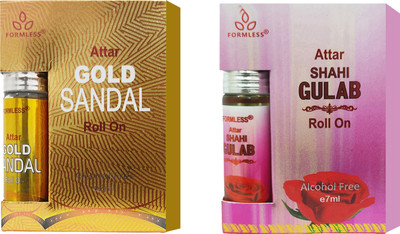 FORMLESS®
Attar
GOLD
SANDAL
Roll On
Attar
GOLD
SANDAL
FORMLESS®
Attar
SHAHI
GULAB
Roll On
Alcohol Free
e7ml
FORMLESS®
Attar
SHAHI
GULAB